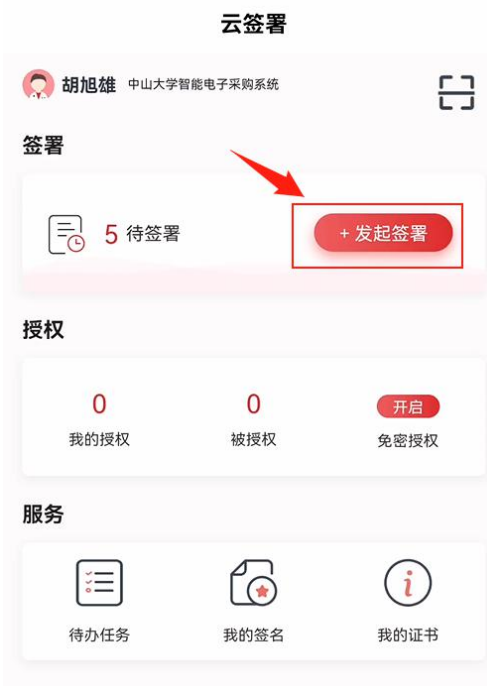 云签署
胡旭雄 中山大学智能电子采购系统
签署
5 待签署
+ 发起签署
授权
0 0 开启
我的授权 被授权 免密授权
服务
待办任务 我的签名 我的证书